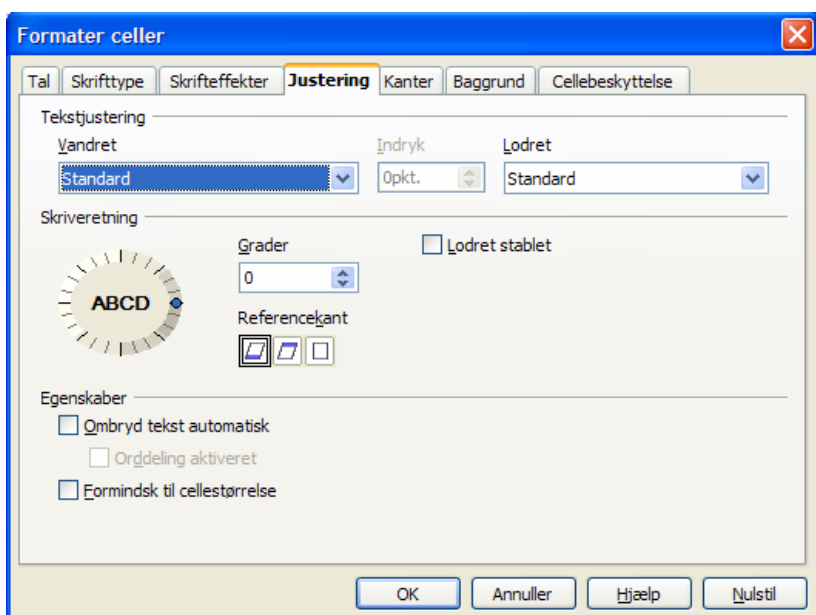 Formater celler
Tal Skrifttype Skrifteffekter Justering Kanter Baggrund Cellebeskyttelse
Tekstjustering
Vandret Indryk Lodret
Standard 0pkt. Standard
Skriveretning
Grader Lodret stablet
0
ABCD
Referencekant
Egenskaber
Ombryd tekst automatisk
Orddeling aktiveret
Formindsk til cellestørrelse
OK Annuller Hjælp Nulstil